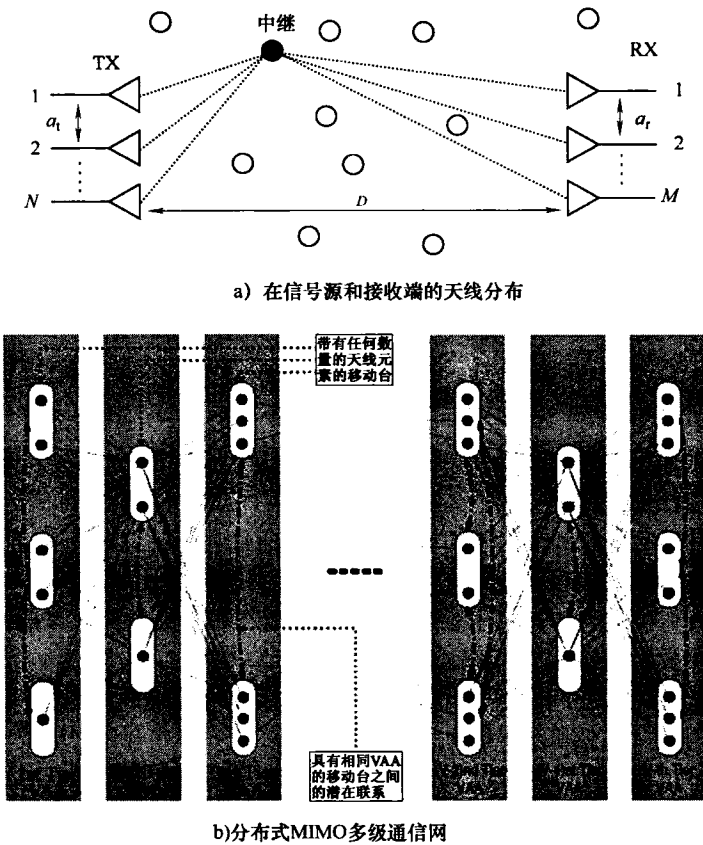 中继
TX
RX
1
1
a_t
a_r
2
2
N
M
D
a) 在信号源和接收端的天线分布
带有任何数
量的天线元
素的移动台
具有相同VAA
的移动台之间
的潜在联系
b)分布式MIMO多级通信网